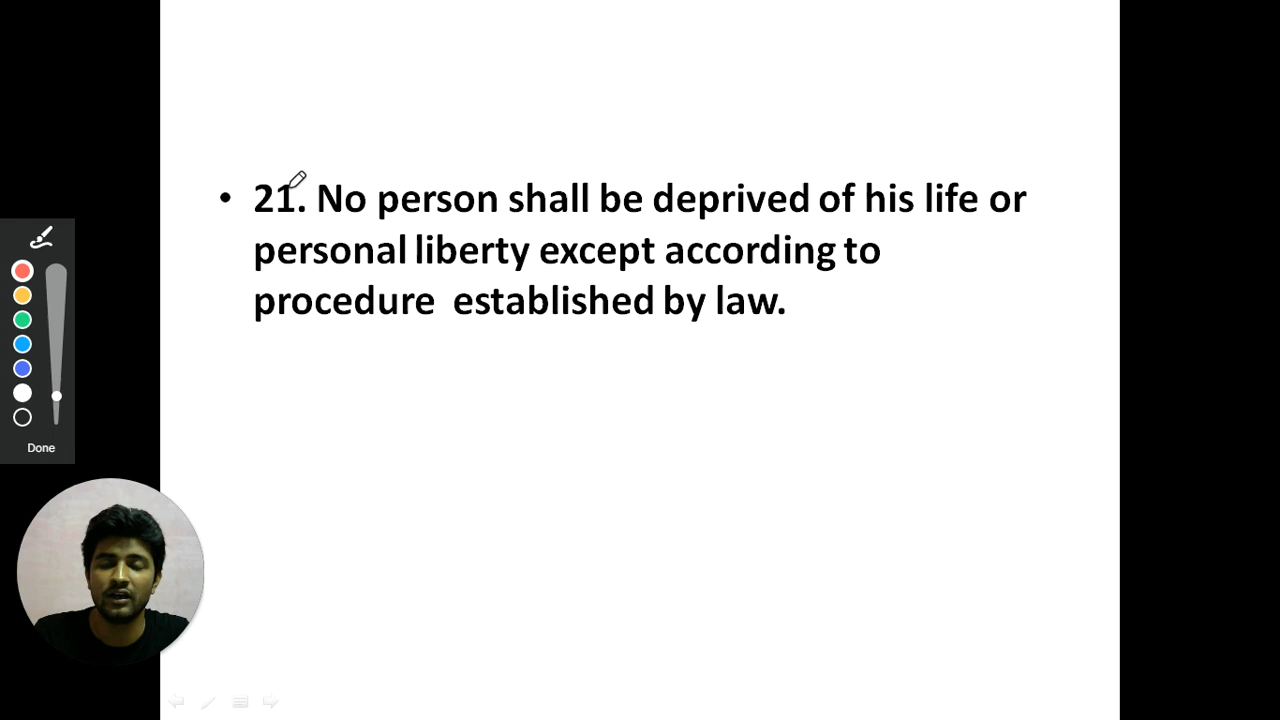 • 21. No person shall be deprived of his life or
personal liberty except according to
procedure  established by law.
Done